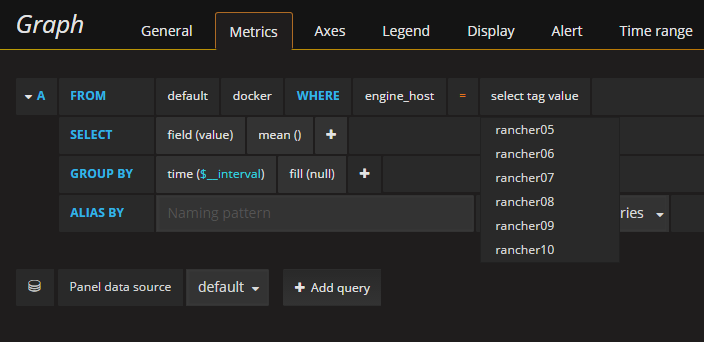 Graph General Metrics Axes Legend Display Alert Time range
A FROM default docker WHERE engine_host = select tag value
SELECT field (value) mean () +
rancher05
rancher06
GROUP BY time ($__interval) fill (null) +
rancher07
rancher08
ALIAS BY Naming pattern ries
rancher09
rancher10
Panel data source default + Add query